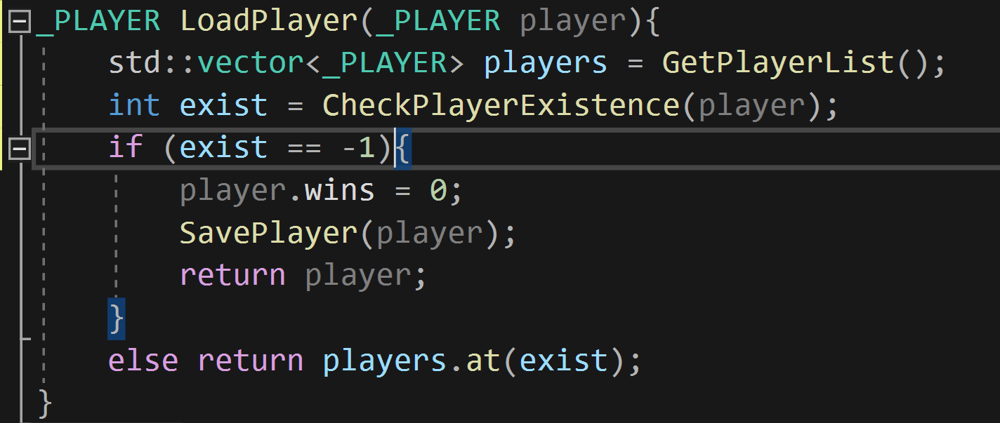 _PLAYER LoadPlayer(_PLAYER player){
    std::vector<_PLAYER> players = GetPlayerList();
    int exist = CheckPlayerExistence(player);
    if (exist == -1){
        player.wins = 0;
        SavePlayer(player);
        return player;
    }
    else return players.at(exist);
}